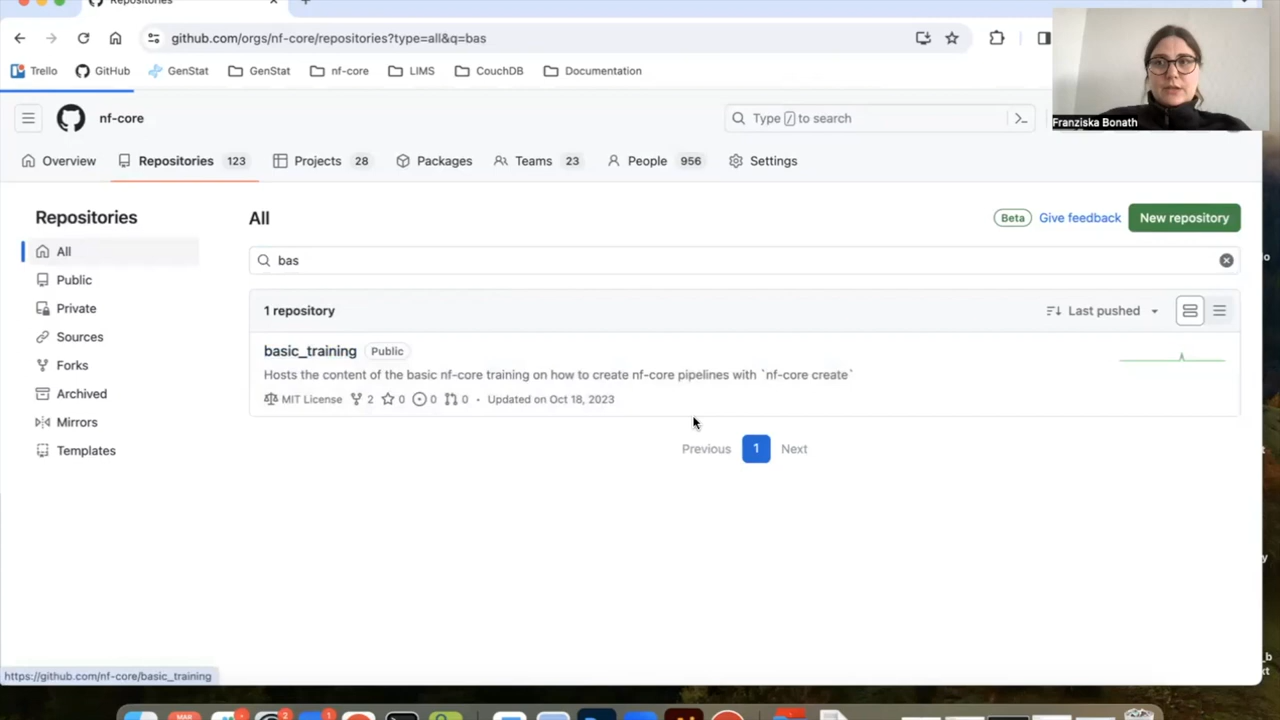 Repositories
github.com/orgs/nf-core/repositories?type=all&q=bas
Trello GitHub GenStat GenStat nf-core LIMS CouchDB Documentation
Franziska Bonath
nf-core
Type / to search
Overview Repositories 123 Projects 28 Packages Teams 23 People 956 Settings
Repositories
All
Public
Private
Sources
Forks
Archived
Mirrors
Templates
All
Beta Give feedback New repository
bas
1 repository Last pushed
basic_training Public
Hosts the content of the basic nf-core training on how to create nf-core pipelines with `nf-core create`
MIT License 2 0 0 0 · Updated on Oct 18, 2023
Previous 1 Next
https://github.com/nf-core/basic_training
MAR